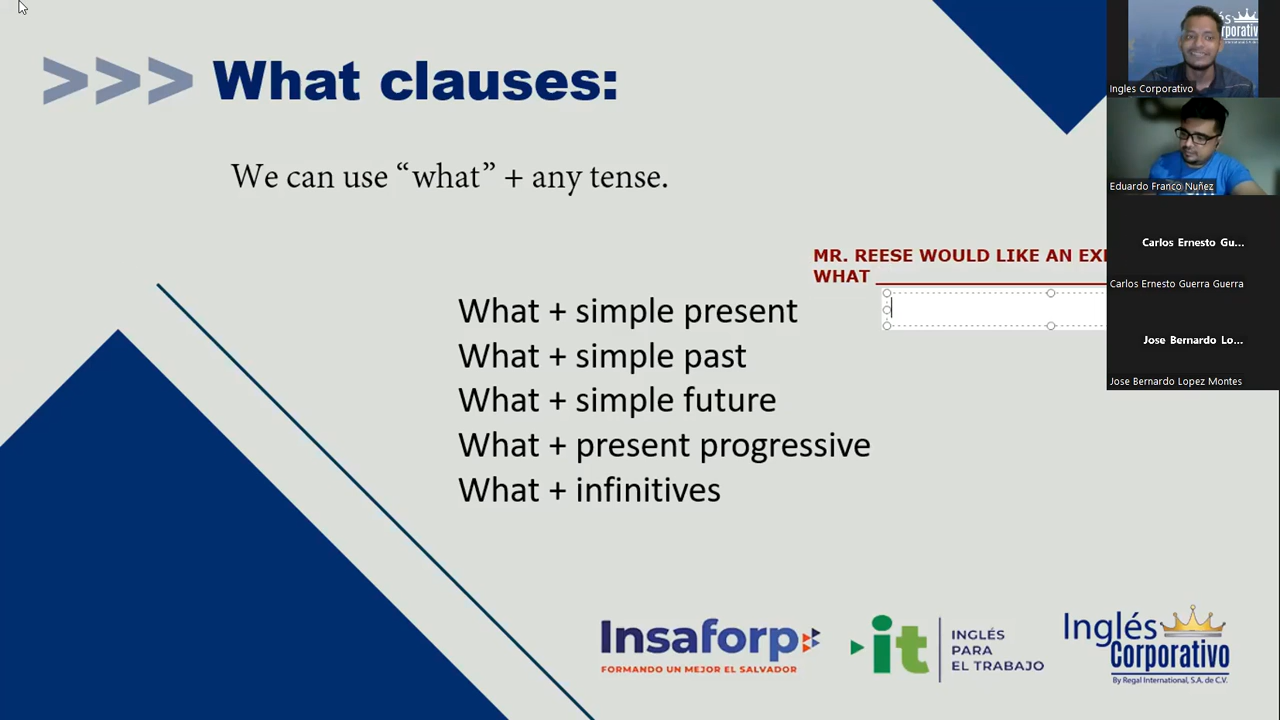 >>> What clauses:
We can use “what” + any tense.
MR. REESE WOULD LIKE AN
WHAT ____________________
What + simple present
What + simple past
What + simple future
What + present progressive
What + infinitives
Insaforp
FORMANDO UN MEJOR EL SALVADOR
it
INGLÉS
PARA
EL TRABAJO
Inglés
Corporativo
By Regal International, S.A. de C.V.
Ingles Corporativo
Eduardo Franco Nuñez
Carlos Ernesto Gu...
Carlos Ernesto Guerra Guerra
Jose Bernardo Lo...
Jose Bernardo Lopez Montes